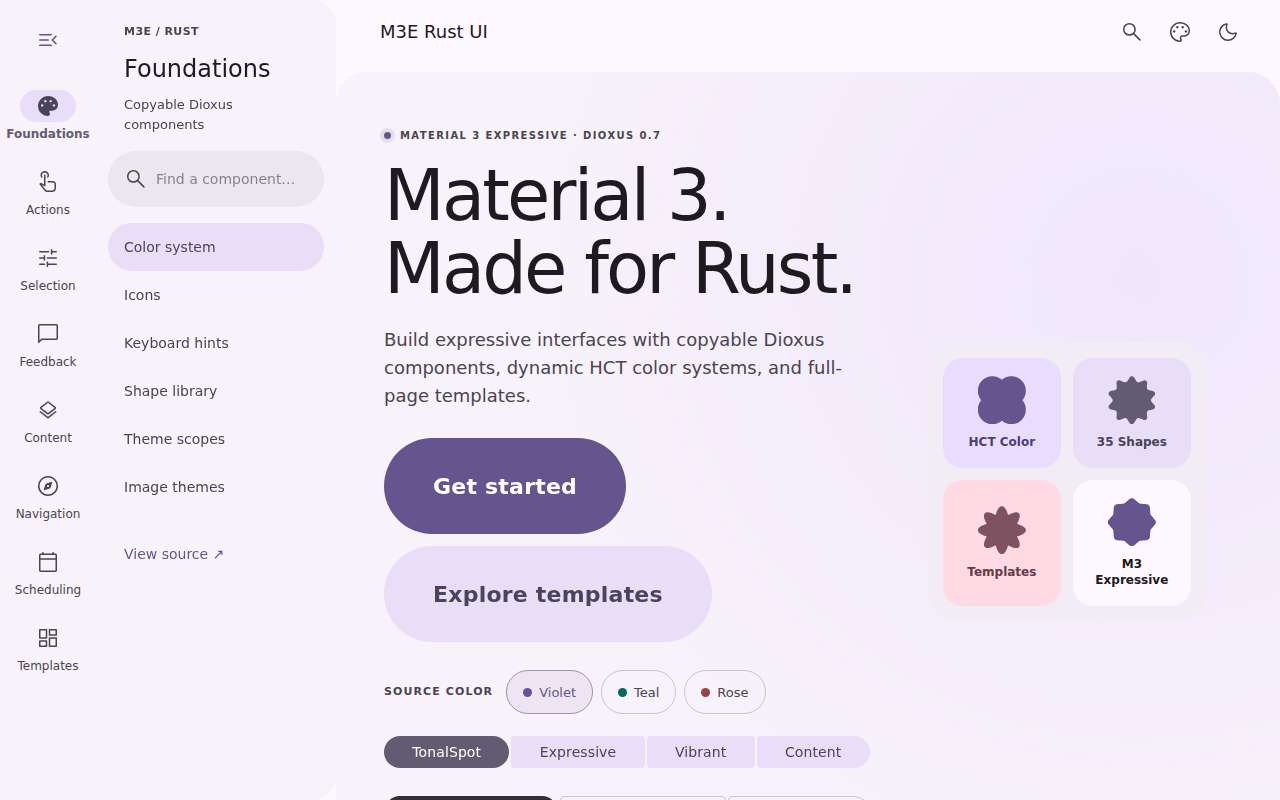 Foundations
Actions
Selection
Feedback
Content
Navigation
Scheduling
Templates
M3E / RUST
Foundations
Copyable Dioxus
components
Find a component…
Color system
Icons
Keyboard hints
Shape library
Theme scopes
Image themes
View source ↗
M3E Rust UI
MATERIAL 3 EXPRESSIVE · DIOXUS 0.7
Material 3.
Made for Rust.
Build expressive interfaces with copyable Dioxus
components, dynamic HCT color systems, and full-
page templates.
Get started
Explore templates
HCT Color
35 Shapes
Templates
M3
Expressive
SOURCE COLOR
Violet
Teal
Rose
TonalSpot
Expressive
Vibrant
Content